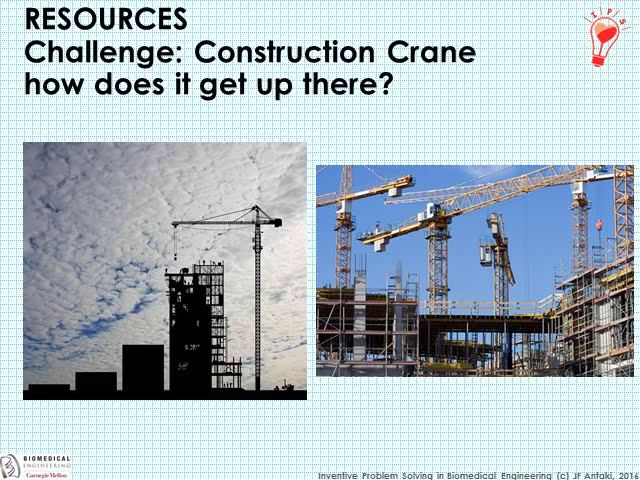 RESOURCES
Challenge: Construction Crane
how does it get up there?
I P S
BIOMEDICAL
ENGINEERING
Carnegie Mellon
Inventive Problem Solving in Biomedical Engineering (c) JF Antaki, 2016